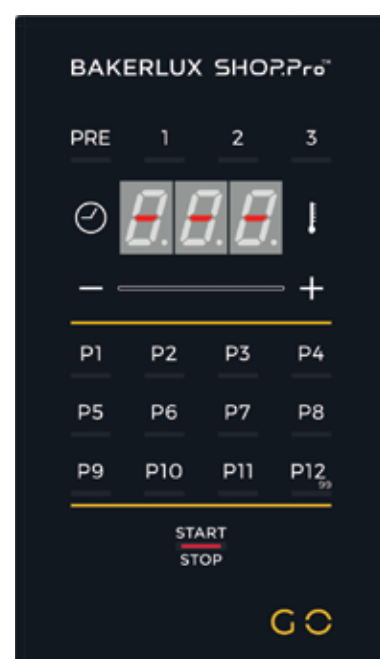 BAKERLUX SHOP.Pro™
PRE 1 2 3
---
− +
P1 P2 P3 P4
P5 P6 P7 P8
P9 P10 P11 P12
99
START
STOP
GO